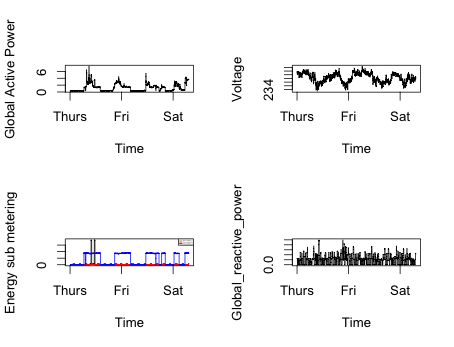 Global Active Power
6
0
Thurs Fri Sat
Time
Voltage
234
Thurs Fri Sat
Time
Energy sub metering
0
Thurs Fri Sat
Time
Global_reactive_power
0.0
Thurs Fri Sat
Time